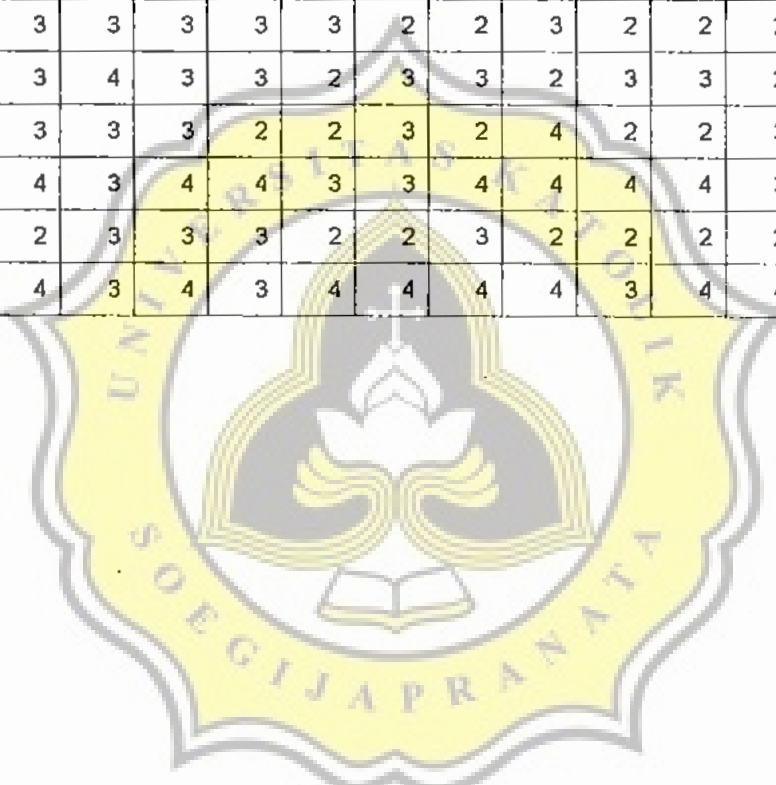 3 3 3 3 3 2 2 3 2 2
3 4 3 3 2 3 3 2 3 3
3 3 3 2 2 3 2 4 2 2
4 3 4 4 3 3 4 4 4 4
2 3 3 3 2 2 3 2 2 2
4 3 4 3 4 4 4 4 3 4
UNIVERSITAS KATOLIK
SOEGIJAPRANATA